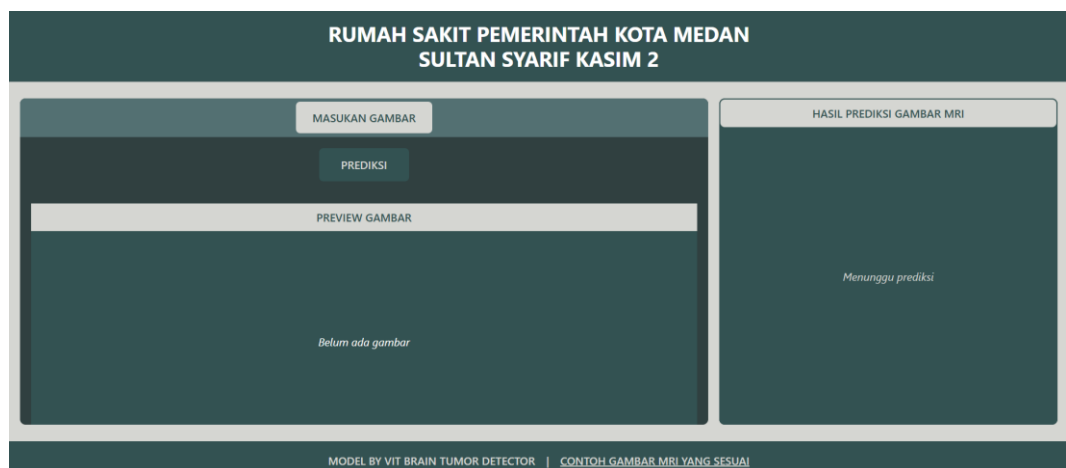 RUMAH SAKIT PEMERINTAH KOTA MEDAN
SULTAN SYARIF KASIM 2
MASUKAN GAMBAR
PREDIKSI
PREVIEW GAMBAR
Belum ada gambar
HASIL PREDIKSI GAMBAR MRI
Menunggu prediksi
MODEL BY VIT BRAIN TUMOR DETECTOR | CONTOH GAMBAR MRI YANG SESUAI